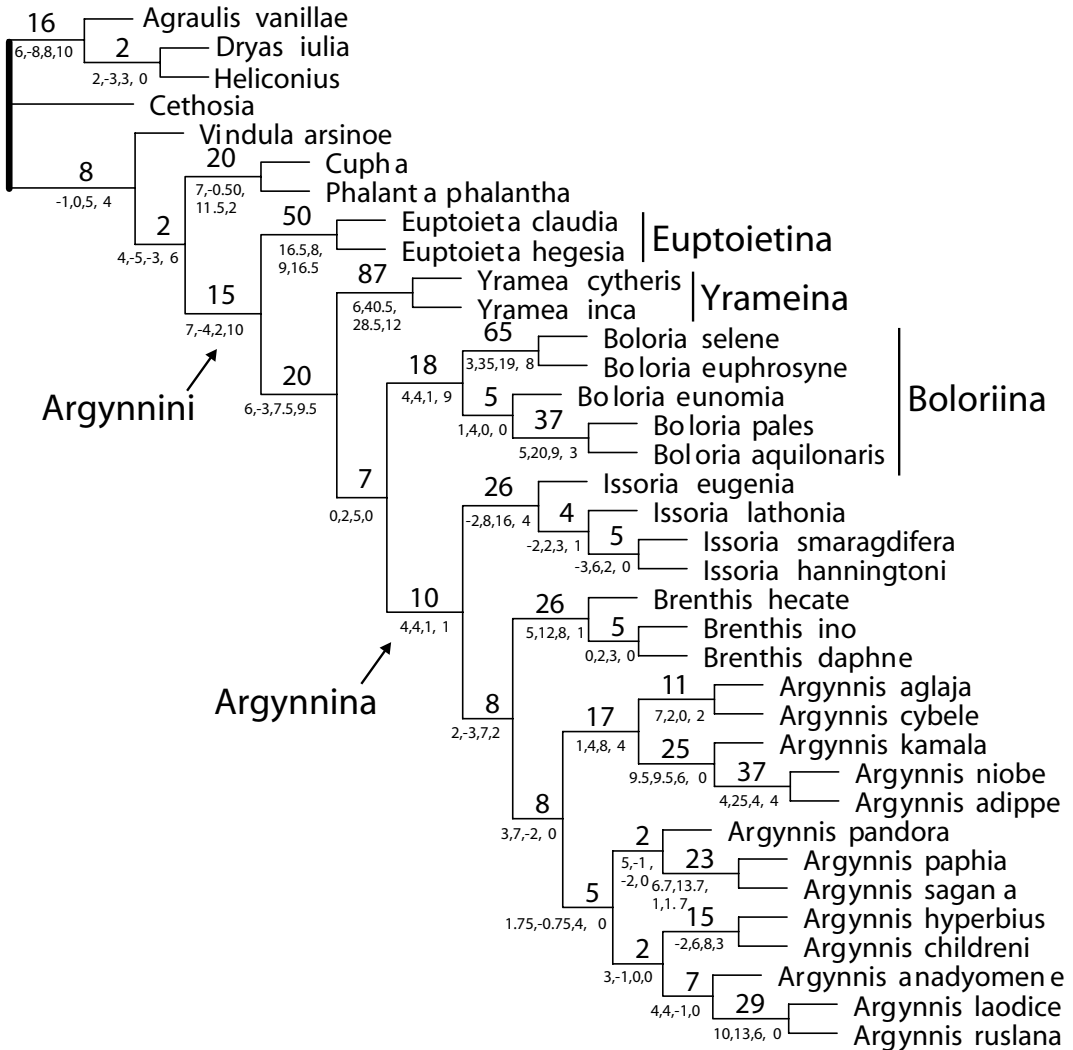 16
Agraulis vanillae
6,-8,8,10
2
Dryas iulia
2,-3,3, 0
Heliconius
Cethosia
Vindula arsinoe
8
-1,0,5, 4
20
Cupha
7,-0.50,
11.5,2
Phalanta phalantha
2
4,-5,-3, 6
50
Euptoieta claudia
16.5,8,
9,16.5
Euptoieta hegesia
Euptoietina
15
7,-4,2,10
Argynnini
87
Yramea cytheris
6,40.5,
28.5,12
Yramea inca
Yrameina
20
6,-3,7.5,9.5
65
Boloria selene
3,35,19, 8
Boloria euphrosyne
18
4,4,1, 9
5
Boloria eunomia
1,4,0, 0
37
Boloria pales
5,20,9, 3
Boloria aquilonaris
Boloriina
7
0,2,5,0
26
Issoria eugenia
-2,8,16, 4
4
Issoria lathonia
-2,2,3, 1
5
Issoria smaragdifera
-3,6,2, 0
Issoria hanningtoni
10
4,4,1, 1
Argynnina
26
Brenthis hecate
5,12,8, 1
5
Brenthis ino
0,2,3, 0
Brenthis daphne
8
2,-3,7,2
11
Argynnis aglaja
7,2,0, 2
Argynnis cybele
17
1,4,8, 4
25
Argynnis kamala
9.5,9.5,6, 0
37
Argynnis niobe
4,25,4, 4
Argynnis adippe
8
3,7,-2, 0
2
Argynnis pandora
5,-1,
-2,0
23
Argynnis paphia
6.7,13.7,
1,1.7
Argynnis sagana
5
1.75,-0.75,4, 0
15
Argynnis hyperbius
-2,6,8,3
Argynnis childreni
2
3,-1,0,0
7
Argynnis anadyomene
4,4,-1,0
29
Argynnis laodice
10,13,6, 0
Argynnis ruslana